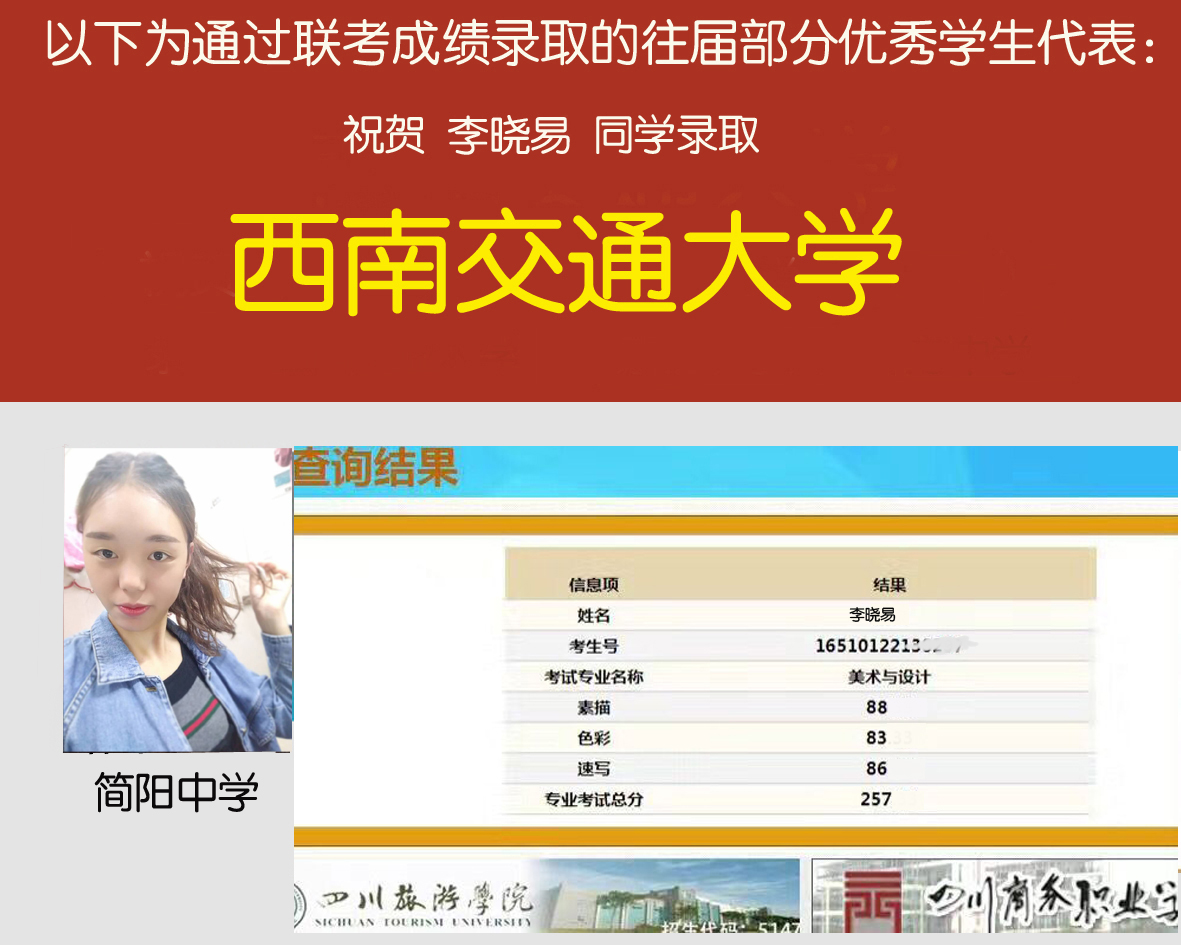 以下为通过联考成绩录取的往届部分优秀学生代表：
祝贺 李晓易 同学录取
西南交通大学
查询结果
信息项 结果
姓名 李晓易
考生号
考试专业名称 美术与设计
素描 88
色彩 83
速写 86
专业考试总分 257
简阳中学
四川旅游學院
SICHUAN TOURISM UNIVERSITY
招生代码：5147
四川商务职业学